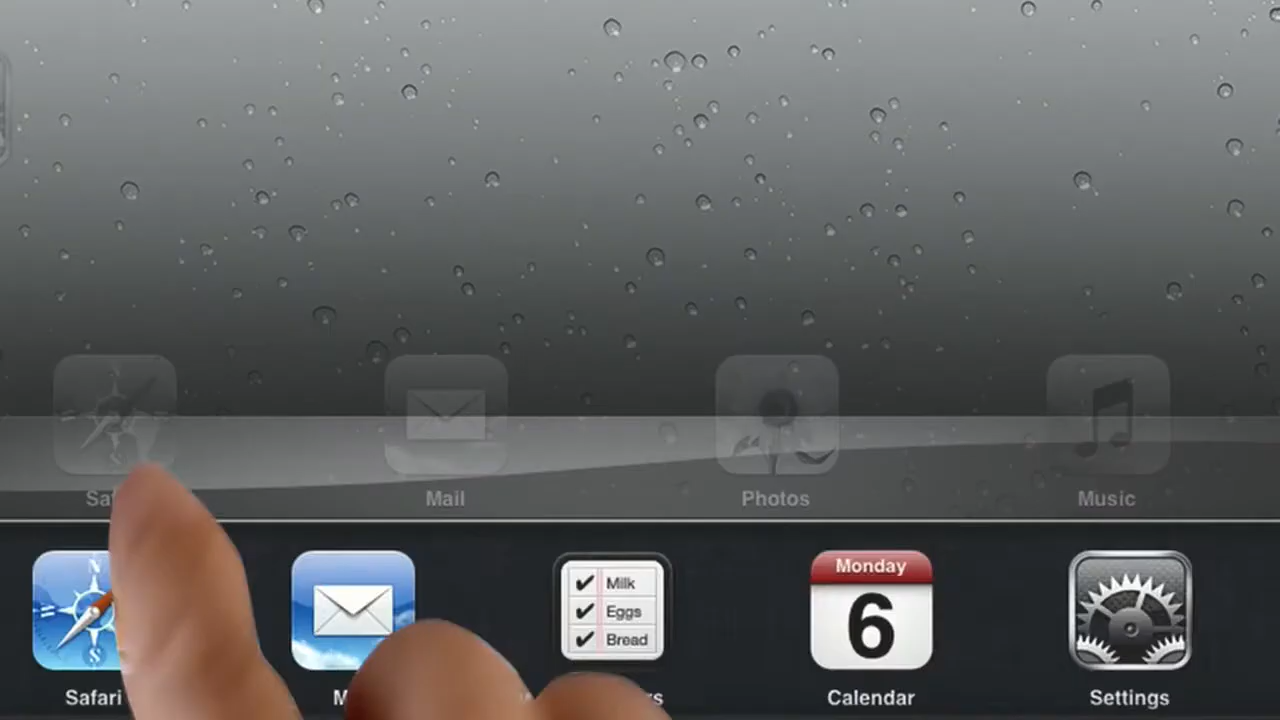 Mail
Photos
Music
N
S
Milk
Eggs
Bread
Monday
6
Safari
Calendar
Settings